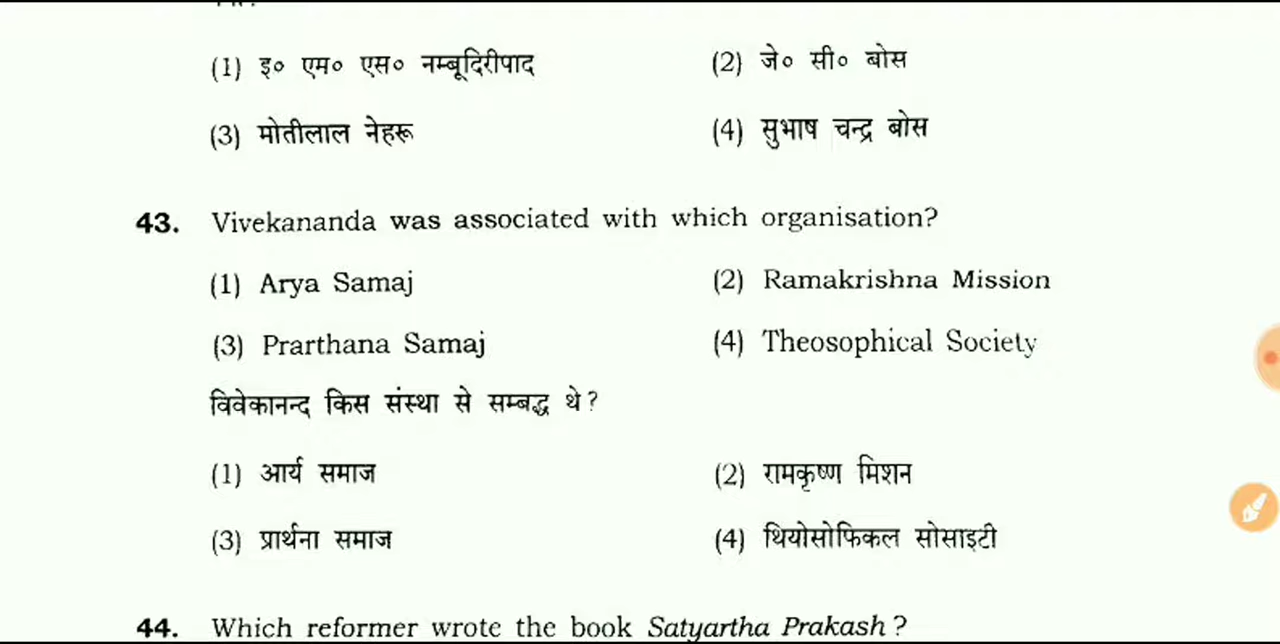 (1) इ० एम० एस० नम्बूदिरीपाद (2) जे० सी० बोस
(3) मोतीलाल नेहरू (4) सुभाष चन्द्र बोस
43. Vivekananda was associated with which organisation?
(1) Arya Samaj (2) Ramakrishna Mission
(3) Prarthana Samaj (4) Theosophical Society
विवेकानन्द किस संस्था से सम्बद्ध थे?
(1) आर्य समाज (2) रामकृष्ण मिशन
(3) प्रार्थना समाज (4) थियोसोफिकल सोसाइटी
44. Which reformer wrote the book Satyartha Prakash?